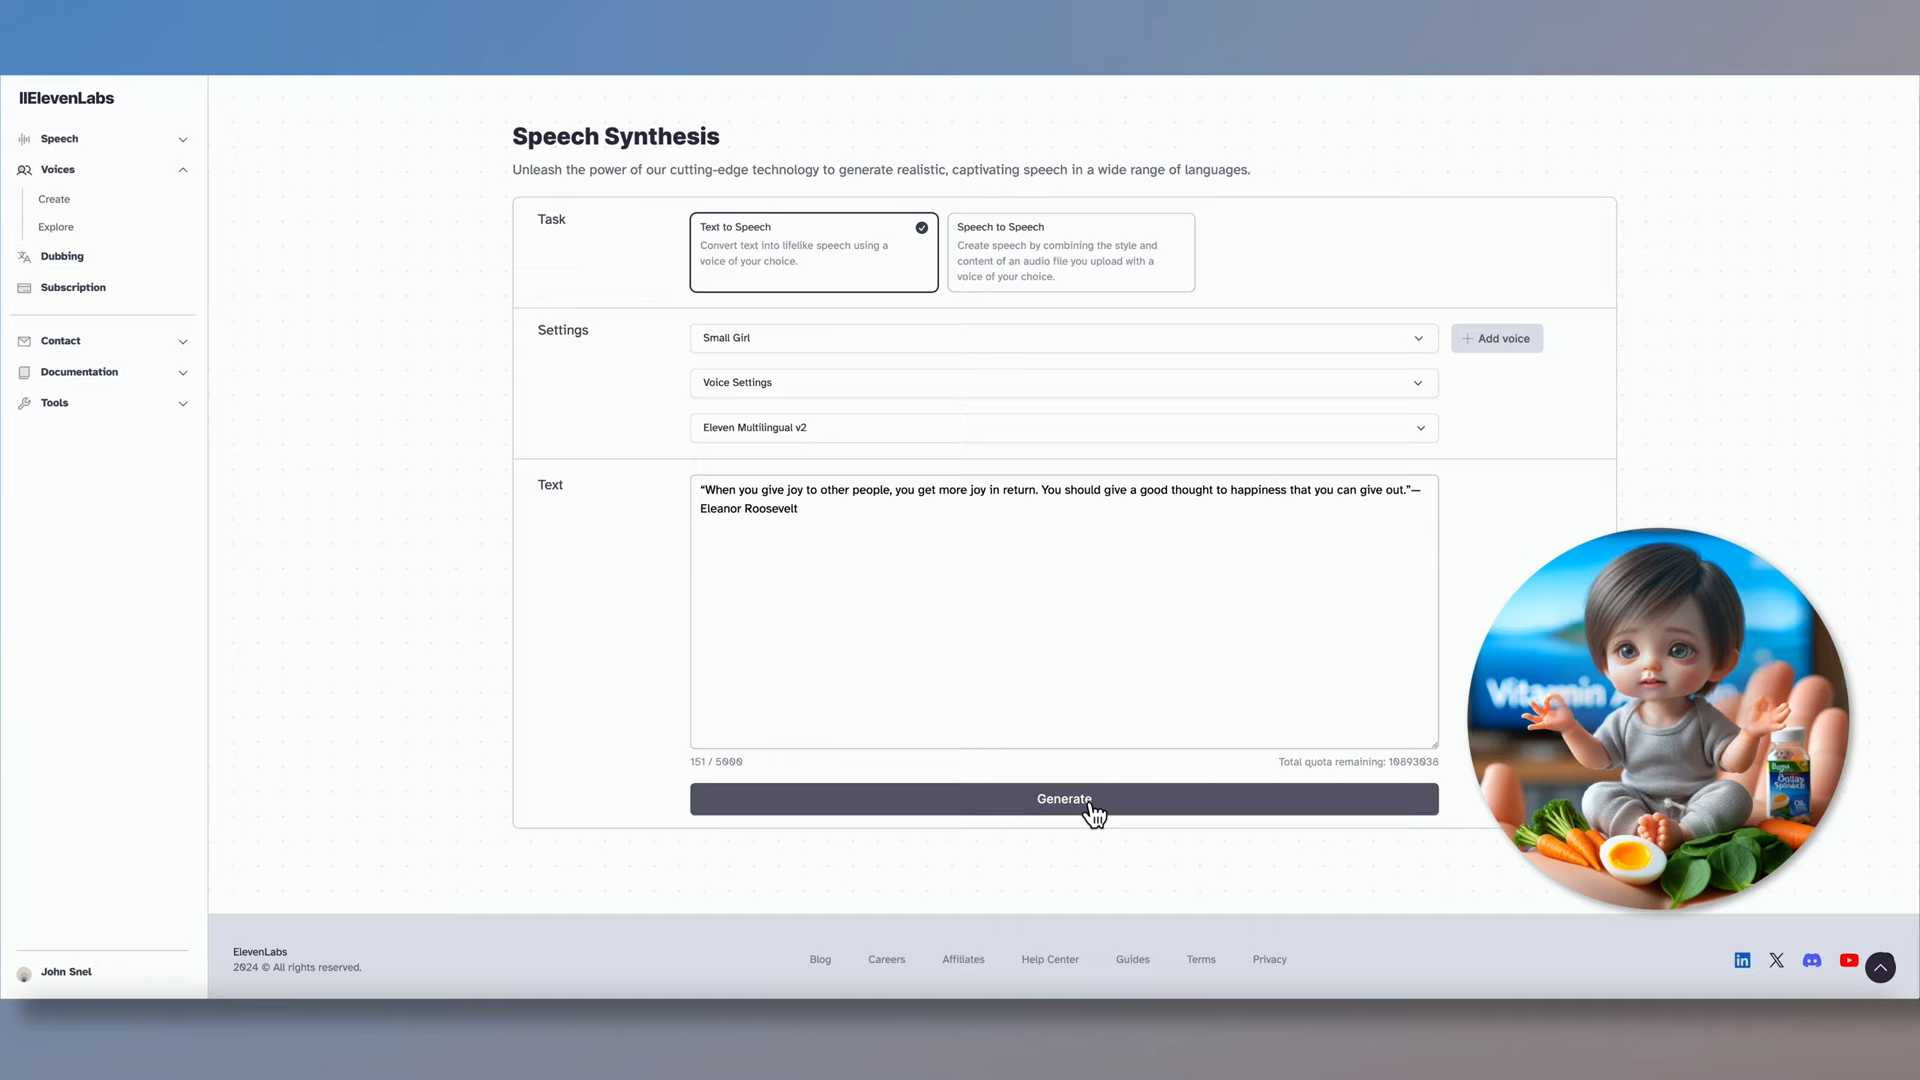 IIElevenLabs
Speech
Voices
Create
Explore
Dubbing
Subscription
Contact
Documentation
Tools
John Snel
Speech Synthesis
Unleash the power of our cutting-edge technology to generate realistic, captivating speech in a wide range of languages.
Task
Text to Speech
Convert text into lifelike speech using a
voice of your choice.
Speech to Speech
Create speech by combining the style and
content of an audio file you upload with a
voice of your choice.
Settings
Small Girl
Add voice
Voice Settings
Eleven Multilingual v2
Text
“When you give joy to other people, you get more joy in return. You should give a good thought to happiness that you can give out.”—
Eleanor Roosevelt
151 / 5000
Total quota remaining: 10893038
Generate
Vitamin
ElevenLabs
2024 © All rights reserved.
Blog
Careers
Affiliates
Help Center
Guides
Terms
Privacy